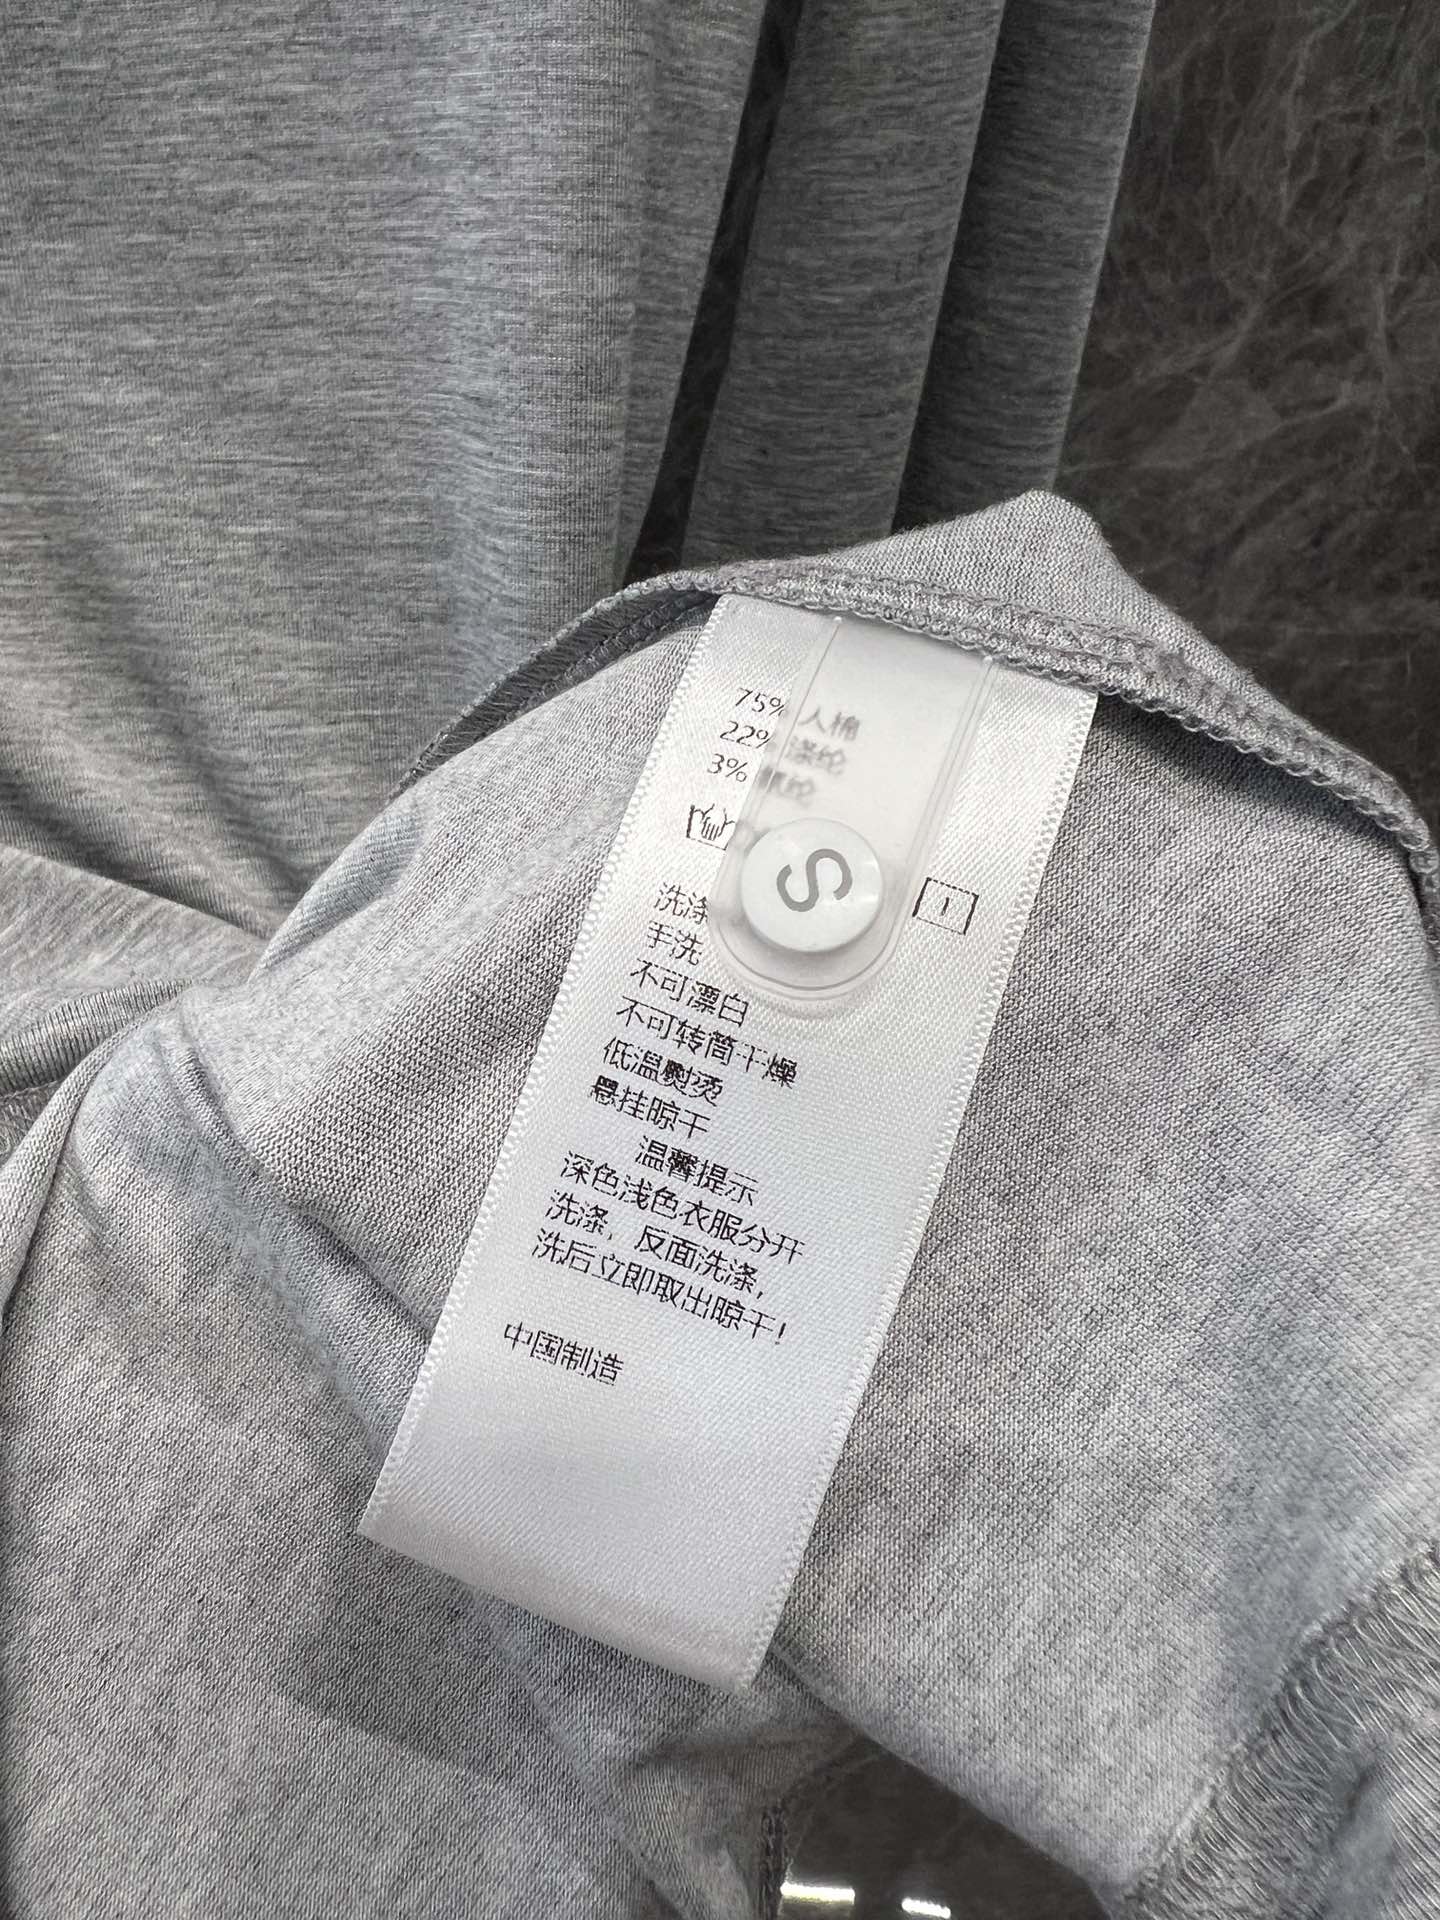 75% 人棉
22% 涤纶
3% 氨纶
S
洗涤
手洗
不可漂白
不可转筒干燥
低温熨烫
悬挂晾干
温馨提示
深色浅色衣服分开
洗涤，反面洗涤，
洗后立即取出晾干！
中国制造